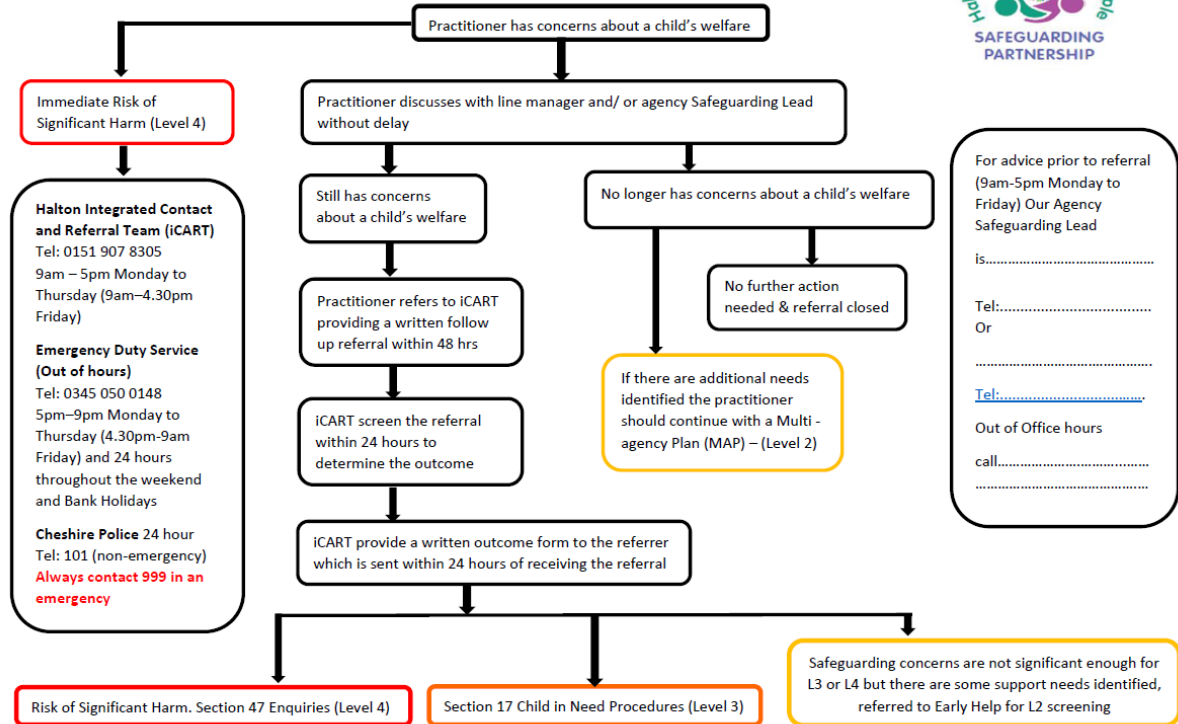 Practitioner has concerns about a child's welfare
SAFEGUARDING
PARTNERSHIP
Immediate Risk of
Significant Harm (Level 4)
Practitioner discusses with line manager and/ or agency Safeguarding Lead
without delay
Halton Integrated Contact
and Referral Team (iCART)
Tel: 0151 907 8305
9am – 5pm Monday to
Thursday (9am–4.30pm
Friday)
Emergency Duty Service
(Out of hours)
Tel: 0345 050 0148
5pm–9pm Monday to
Thursday (4.30pm-9am
Friday) and 24 hours
throughout the weekend
and Bank Holidays
Cheshire Police 24 hour
Tel: 101 (non-emergency)
Always contact 999 in an
emergency
Still has concerns
about a child's welfare
No longer has concerns about a child's welfare
Practitioner refers to iCART
providing a written follow
up referral within 48 hrs
No further action
needed & referral closed
If there are additional needs
identified the practitioner
should continue with a Multi -
agency Plan (MAP) – (Level 2)
iCART screen the referral
within 24 hours to
determine the outcome
iCART provide a written outcome form to the referrer
which is sent within 24 hours of receiving the referral
For advice prior to referral
(9am-5pm Monday to
Friday) Our Agency
Safeguarding Lead
is……………………………………
Tel:..................................
Or
………………………………………
Tel:……………………………….
Out of Office hours
call……………………………………
………………………………………
Risk of Significant Harm. Section 47 Enquiries (Level 4)
Section 17 Child in Need Procedures (Level 3)
Safeguarding concerns are not significant enough for
L3 or L4 but there are some support needs identified,
referred to Early Help for L2 screening